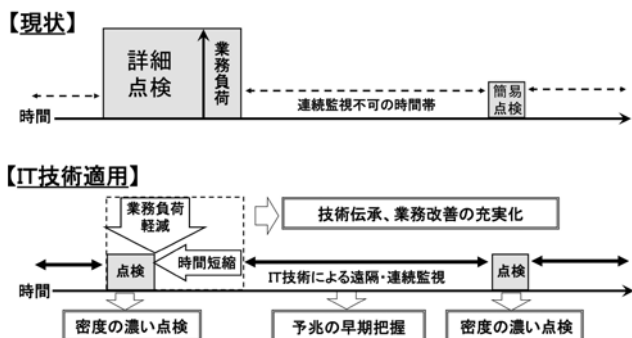 【現状】
詳細
点検
業務負荷
簡易
点検
連続監視不可の時間帯
時間
【IT技術適用】
業務負荷
軽減
技術伝承、業務改善の充実化
点検
時間短縮
IT技術による遠隔・連続監視
点検
時間
密度の濃い点検
予兆の早期把握
密度の濃い点検